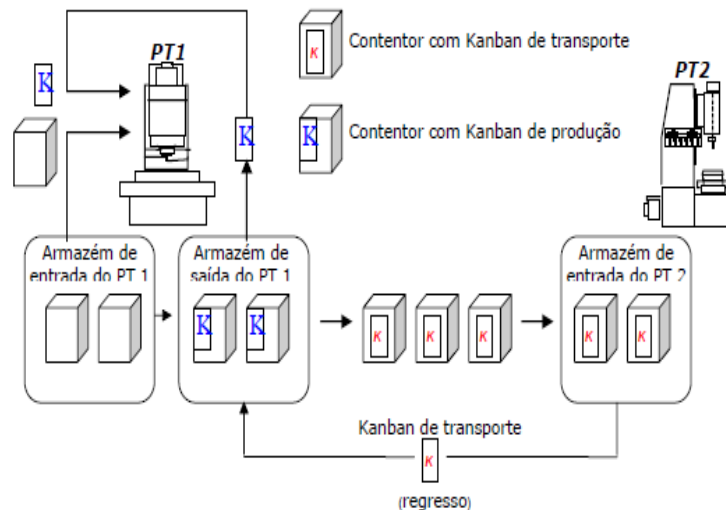 PT1
K
K
K
Contentor com Kanban de transporte
K
Contentor com Kanban de produção
PT2
Armazém de
entrada do PT 1
Armazém de
saída do PT 1
Armazém de
entrada do PT 2
K
K
K
K
K
K
K
Kanban de transporte
K
(regresso)